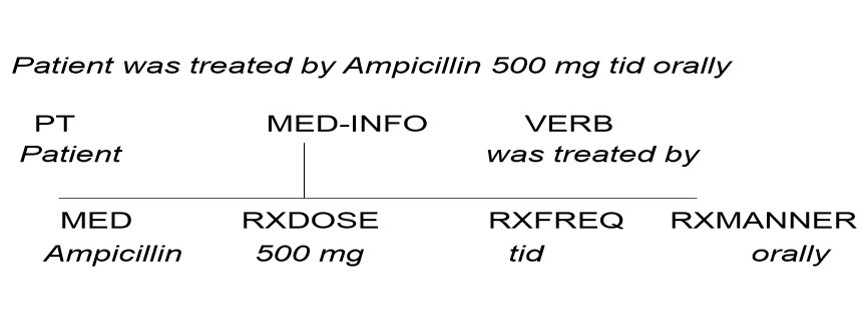 Patient was treated by Ampicillin 500 mg tid orally
PT MED-INFO VERB
Patient was treated by
MED RXDOSE RXFREQ RXMANNER
Ampicillin 500 mg tid orally